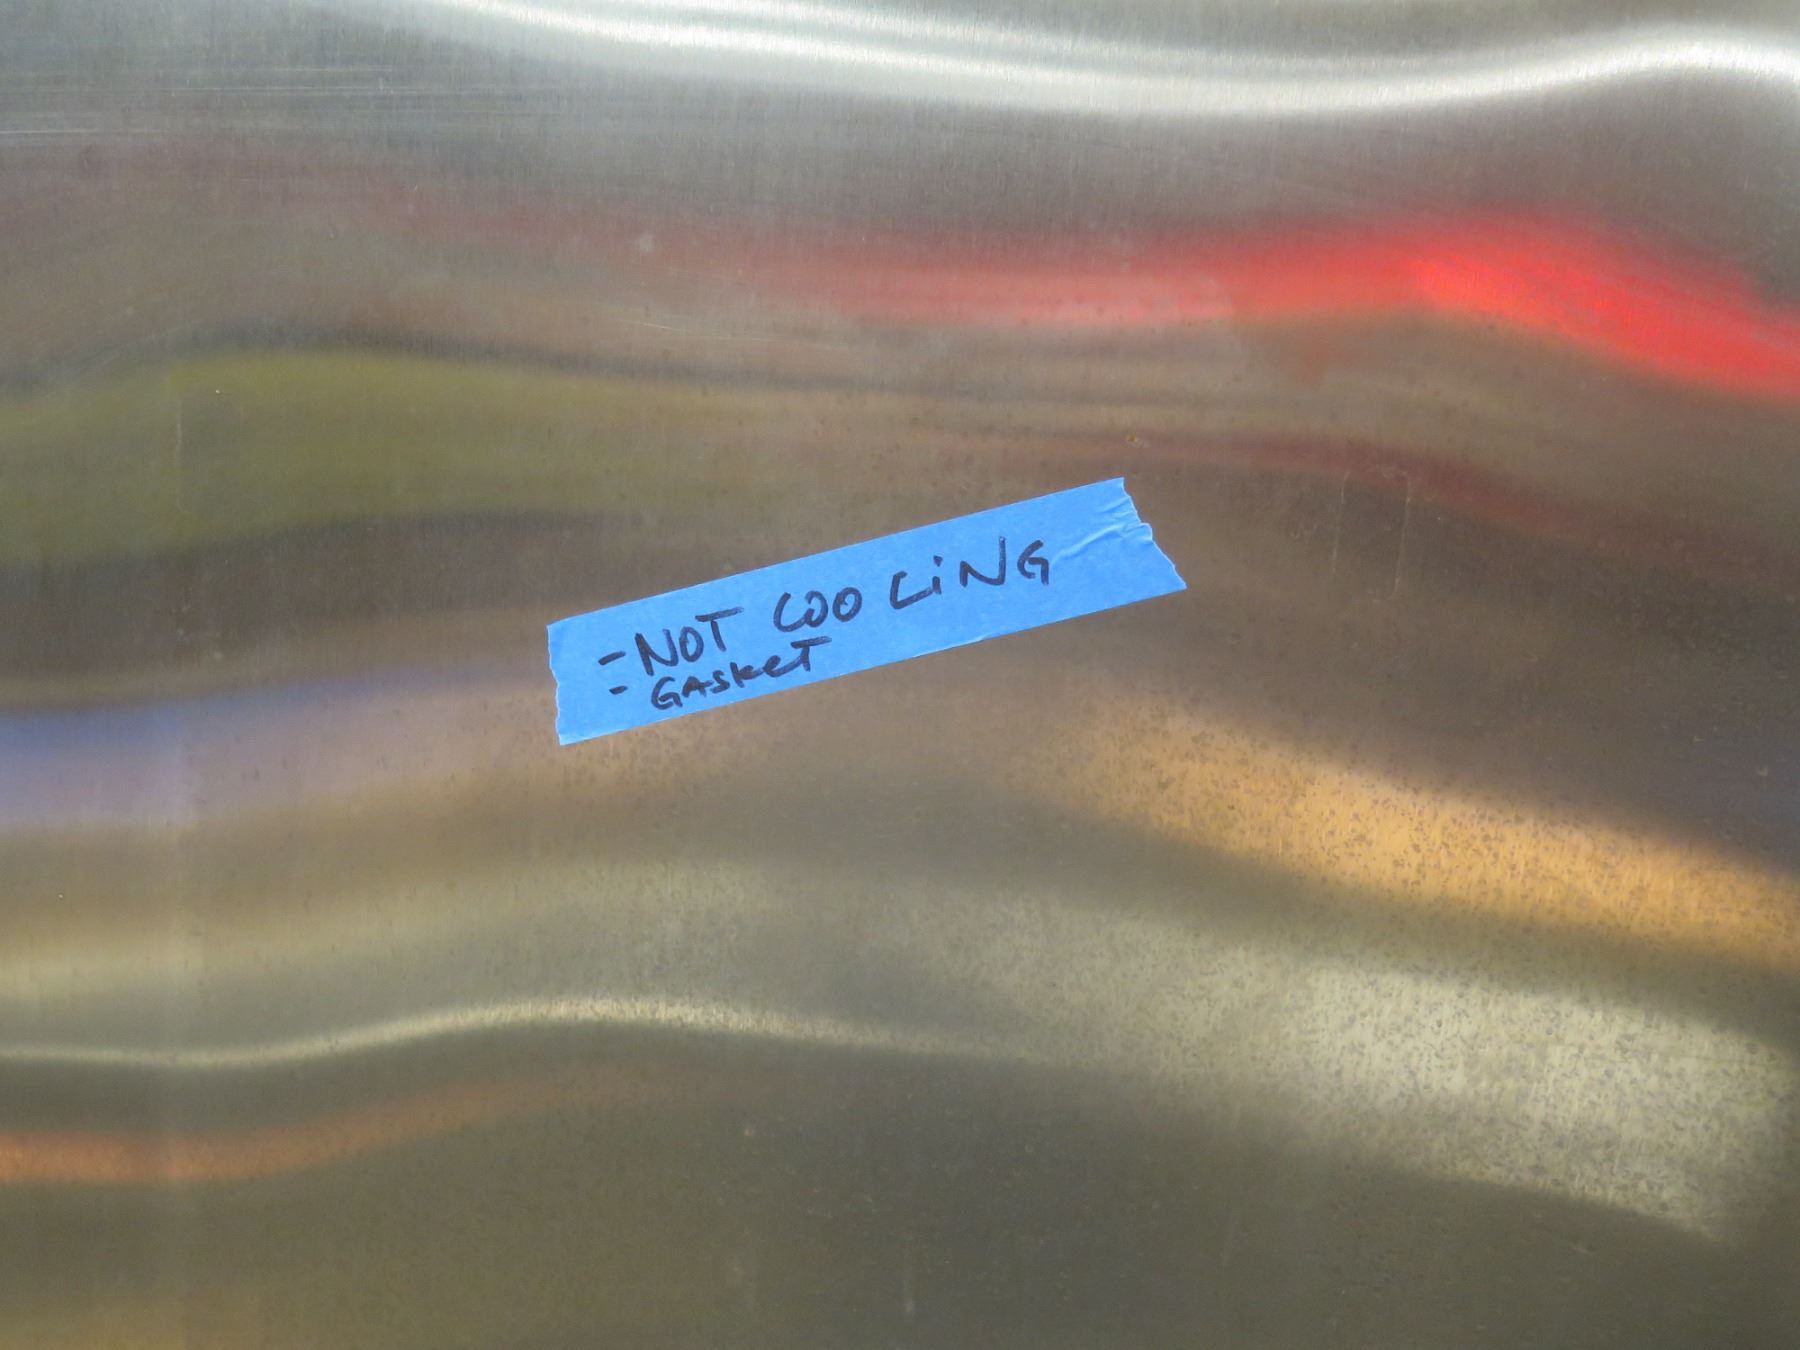 - NOT COOLiNG
- GASkeT